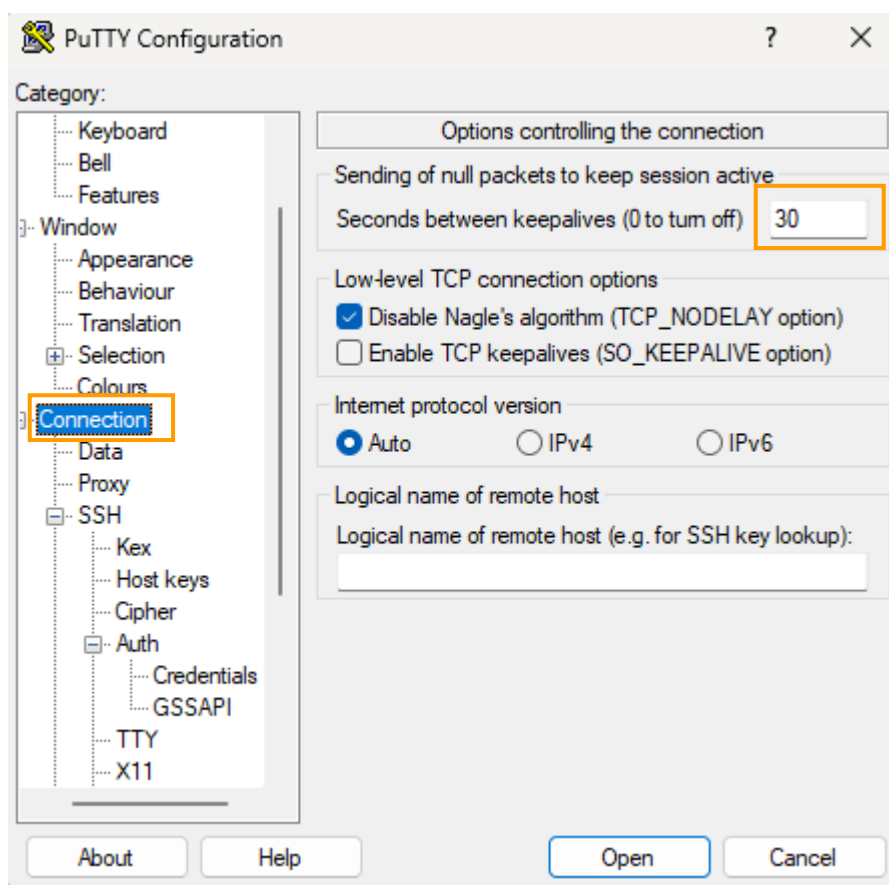 PuTTY Configuration
?
Category:
Keyboard
Bell
Features
Window
Appearance
Behaviour
Translation
Selection
Colours
Connection
Data
Proxy
SSH
Kex
Host keys
Cipher
Auth
Credentials
GSSAPI
TTY
X11
Options controlling the connection
Sending of null packets to keep session active
Seconds between keepalives (0 to turn off) 30
Low-level TCP connection options
Disable Nagle's algorithm (TCP_NODELAY option)
Enable TCP keepalives (SO_KEEPALIVE option)
Internet protocol version
Auto IPv4 IPv6
Logical name of remote host
Logical name of remote host (e.g. for SSH key lookup):
About Help Open Cancel